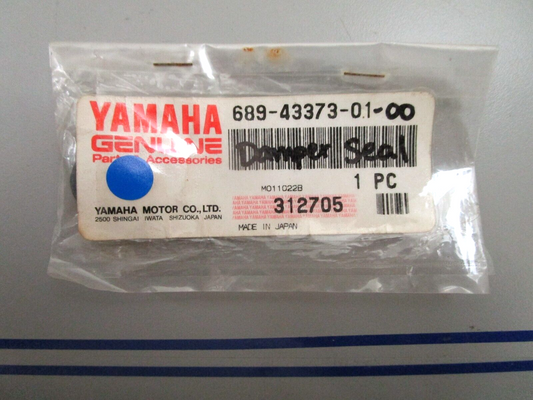 YAMAHA
GENUINE
Parts & Accessories
689-43373-01-00
Damper Seal
M011022B
1 PC
312705
YAMAHA MOTOR CO., LTD.
2500 SHINGAI IWATA SHIZUOKA JAPAN
MADE IN JAPAN